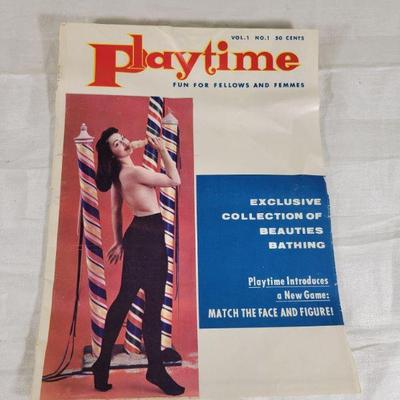 VOL.1 NO.1 50 CENTS
Playtime
FUN FOR FELLOWS AND FEMMES
EXCLUSIVE
COLLECTION OF
BEAUTIES
BATHING
Playtime Introduces
a New Game:
MATCH THE FACE AND FIGURE!